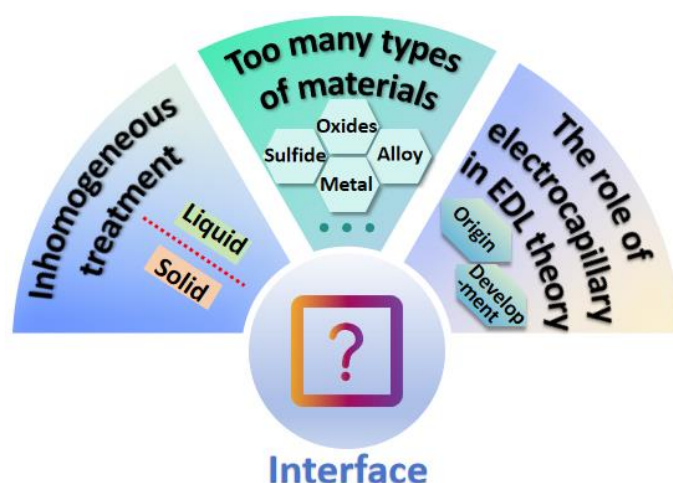 Inhomogeneous
treatment
Liquid
Solid
Too many types
of materials
Oxides
Sulfide
Alloy
Metal
The role of
electrocapillary
in EDL theory
Origin
Develop
-ment
?
Interface